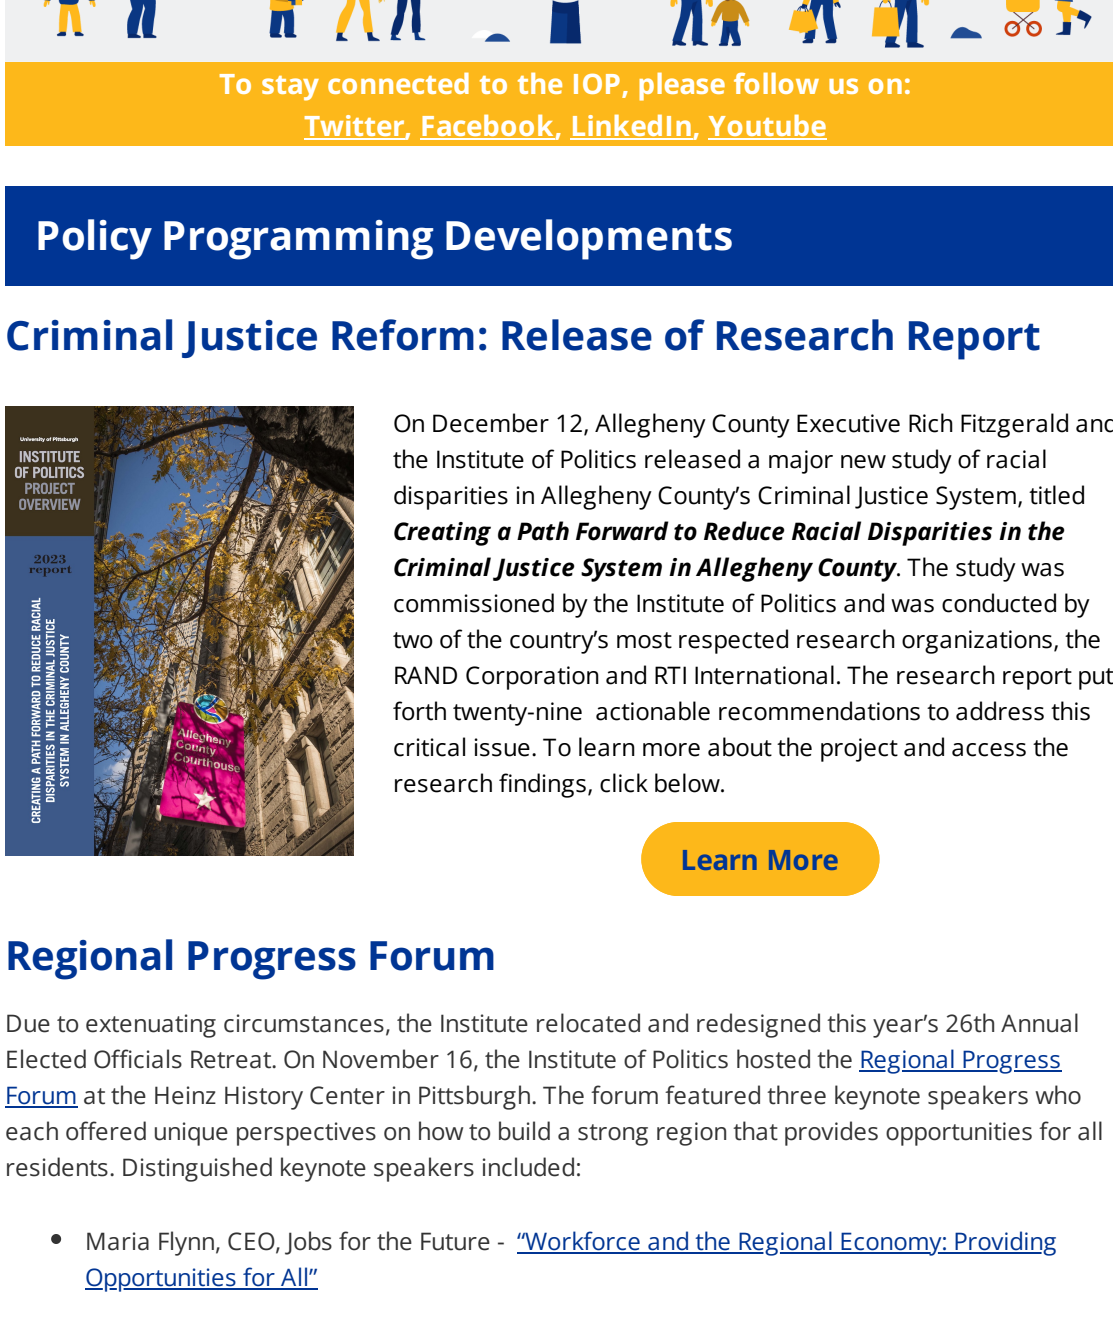 To stay connected to the IOP, please follow us on:
Twitter, Facebook, LinkedIn, Youtube
Policy Programming Developments
Criminal Justice Reform: Release of Research Report
University of Pittsburgh
INSTITUTE
OF POLITICS
PROJECT
OVERVIEW
2023
report
CREATING A PATH FORWARD TO REDUCE RACIAL
DISPARITIES IN THE CRIMINAL JUSTICE
SYSTEM IN ALLEGHENY COUNTY
Allegheny
County
Courthouse
On December 12, Allegheny County Executive Rich Fitzgerald and
the Institute of Politics released a major new study of racial
disparities in Allegheny County’s Criminal Justice System, titled
Creating a Path Forward to Reduce Racial Disparities in the
Criminal Justice System in Allegheny County. The study was
commissioned by the Institute of Politics and was conducted by
two of the country’s most respected research organizations, the
RAND Corporation and RTI International. The research report put
forth twenty-nine  actionable recommendations to address this
critical issue. To learn more about the project and access the
research findings, click below.
Learn More
Regional Progress Forum
Due to extenuating circumstances, the Institute relocated and redesigned this year’s 26th Annual
Elected Officials Retreat. On November 16, the Institute of Politics hosted the Regional Progress
Forum at the Heinz History Center in Pittsburgh. The forum featured three keynote speakers who
each offered unique perspectives on how to build a strong region that provides opportunities for all
residents. Distinguished keynote speakers included:
• Maria Flynn, CEO, Jobs for the Future -  “Workforce and the Regional Economy: Providing
Opportunities for All”